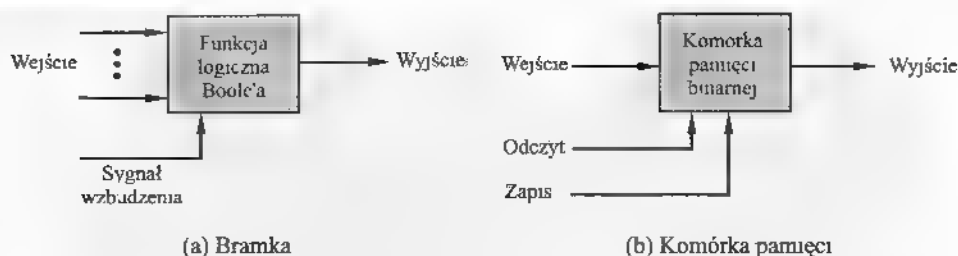 Wejście
Funkcja
logiczna
Boole'a
Wyjście
Sygnał
wzbudzenia
(a) Bramka
Wejście
Komórka
pamięci
binarnej
Wyjście
Odczyt
Zapis
(b) Komórka pamięci